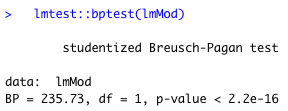 > lmtest::bptest(lmMod)
studentized Breusch-Pagan test
data: lmMod
BP = 235.73, df = 1, p-value < 2.2e-16